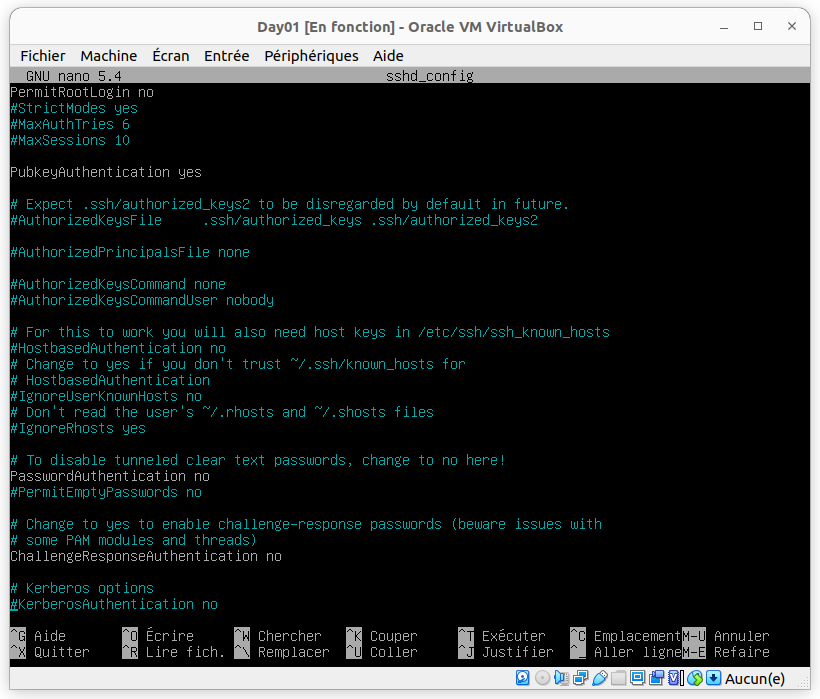 Day01 [En fonction] - Oracle VM VirtualBox
Fichier Machine Écran Entrée Périphériques Aide
GNU nano 5.4 sshd_config
PermitRootLogin no
#StrictModes yes
#MaxAuthTries 6
#MaxSessions 10
PubkeyAuthentication yes
# Expect .ssh/authorized_keys2 to be disregarded by default in future.
#AuthorizedKeysFile .ssh/authorized_keys .ssh/authorized_keys2
#AuthorizedPrincipalsFile none
#AuthorizedKeysCommand none
#AuthorizedKeysCommandUser nobody
# For this to work you will also need host keys in /etc/ssh/ssh_known_hosts
#HostbasedAuthentication no
# Change to yes if you don't trust ~/.ssh/known_hosts for
# HostbasedAuthentication
#IgnoreUserKnownHosts no
# Don't read the user's ~/.rhosts and ~/.shosts files
#IgnoreRhosts yes
# To disable tunneled clear text passwords, change to no here!
PasswordAuthentication no
#PermitEmptyPasswords no
# Change to yes to enable challenge-response passwords (beware issues with
# some PAM modules and threads)
ChallengeResponseAuthentication no
# Kerberos options
#KerberosAuthentication no
^G Aide ^O Écrire ^W Chercher ^K Couper ^T Exécuter ^C Emplacement M-U Annuler
^X Quitter ^R Lire fich. ^\ Remplacer ^U Coller ^J Justifier ^_ Aller ligne M-E Refaire
Aucun(e)